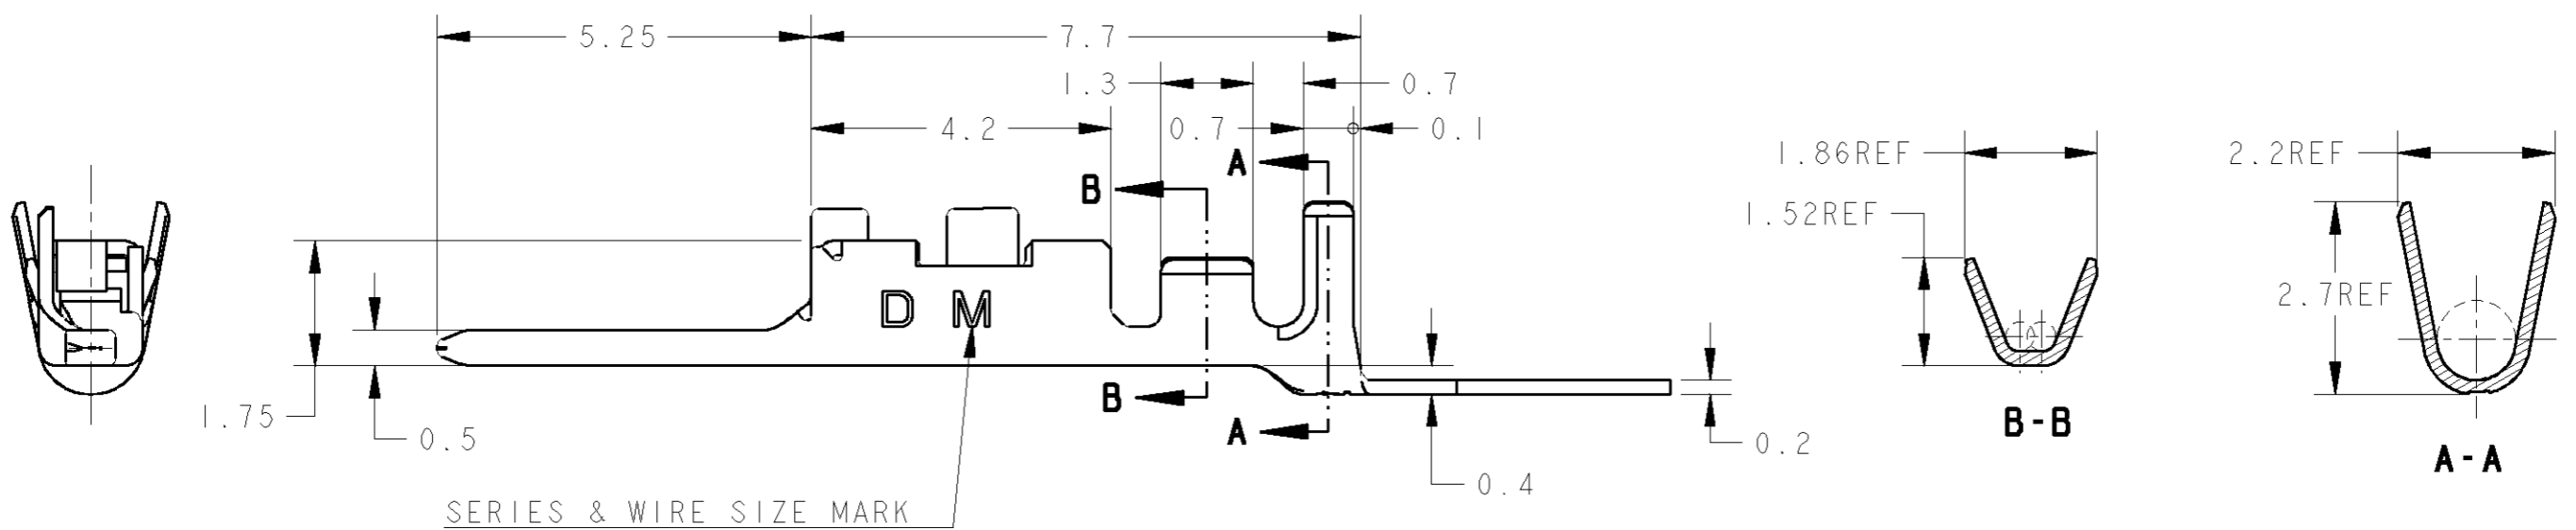 5.25
7.7
1.3
0.7
4.2
0.7
0.1
A
B
1.86REF
2.2REF
1.52REF
2.7REF
D M
1.75
0.5
B
A
0.4
0.2
B-B
A-A
SERIES & WIRE SIZE MARK